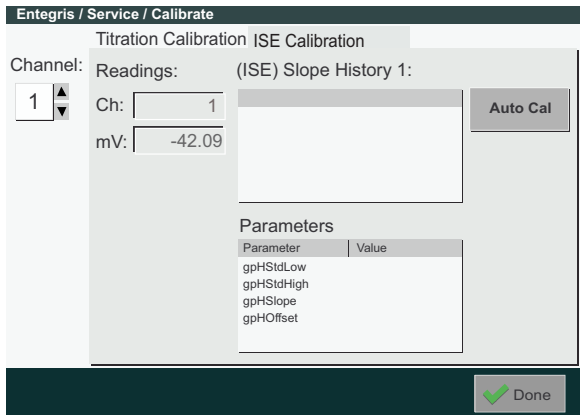 Entegris / Service / Calibrate
Titration Calibration ISE Calibration
Channel: Readings: (ISE) Slope History 1:
1 Ch: 1 Auto Cal
mV: -42.09
Parameters
Parameter Value
gpHStdLow
gpHStdHigh
gpHSlope
gpHOffset
Done